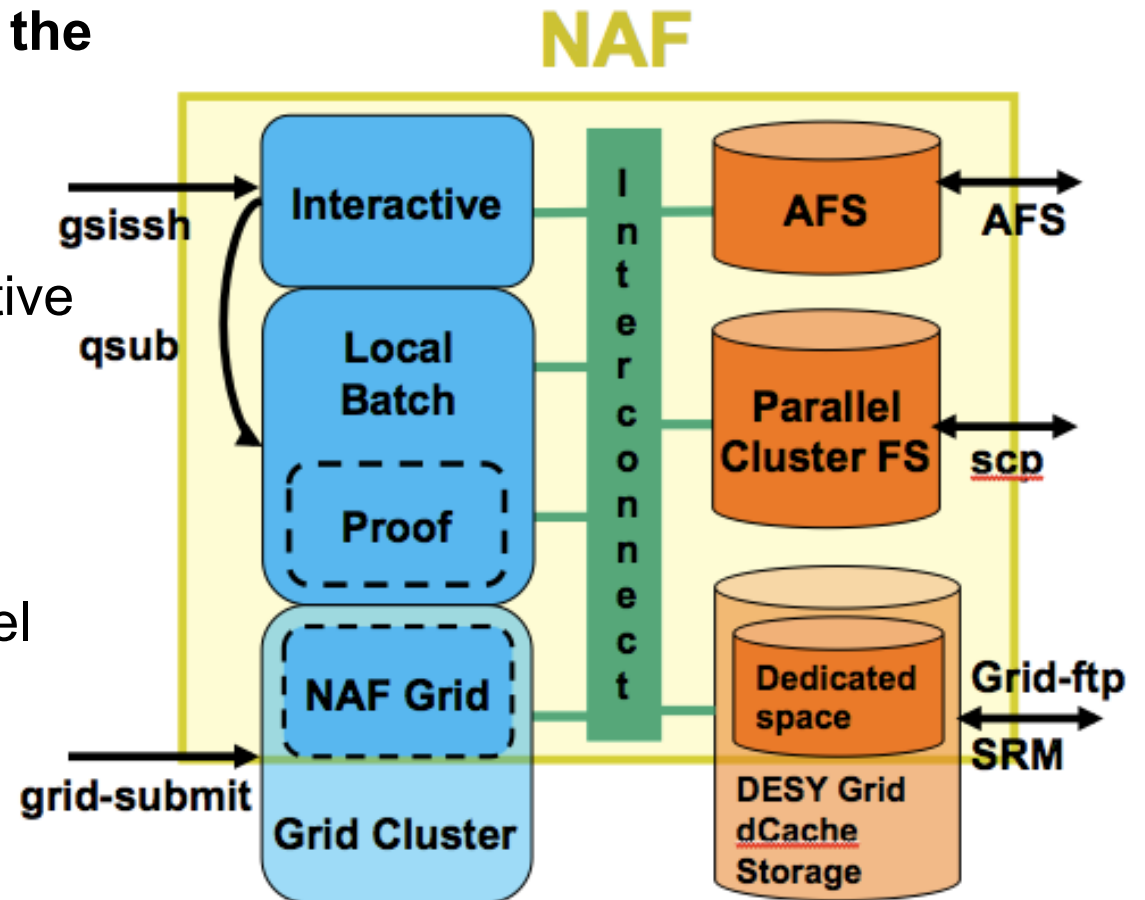 the
NAF
gsissh
Interactive
AFS
AFS
tive
qsub
Local
Batch
Interconnect
Parallel
Cluster FS
scp
Proof
el
NAF Grid
Dedicated
space
Grid-ftp
SRM
grid-submit
Grid Cluster
DESY Grid
dCache
Storage